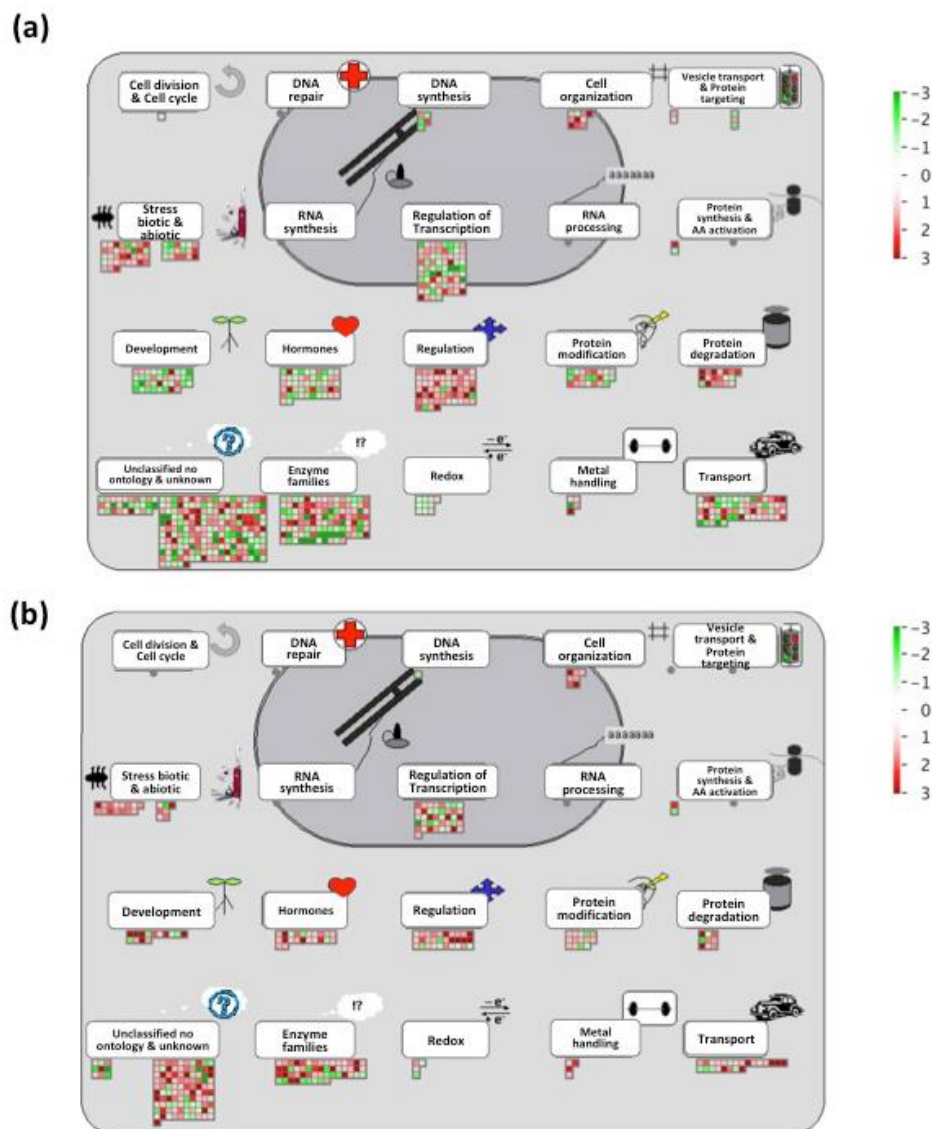 (a)
Cell division
& Cell cycle
DNA
repair
DNA
synthesis
Cell
organization
Vesicle transport
& Protein
targeting
-3
-2
-1
0
1
2
3
aaaaaaa
Stress
biotic &
abiotic
RNA
synthesis
Regulation of
Transcription
RNA
processing
Protein
synthesis &
AA activation
Development
Hormones
Regulation
Protein
modification
Protein
degradation
?
!?
– e⁻
+ e⁻
Unclassified no
ontology & unknown
Enzyme
families
Redox
Metal
handling
Transport
(b)
Cell division &
Cell cycle
DNA
repair
DNA
synthesis
Cell
organization
Vesicle
transport &
Protein
targeting
-3
-2
-1
0
1
2
3
aaaaaaa
Stress biotic
& abiotic
RNA
synthesis
Regulation of
Transcription
RNA
processing
Protein
synthesis &
AA activation
Development
Hormones
Regulation
Protein
modification
Protein
degradation
?
!?
– e⁻
+ e⁻
Unclassified no
ontology & unknown
Enzyme
families
Redox
Metal
handling
Transport